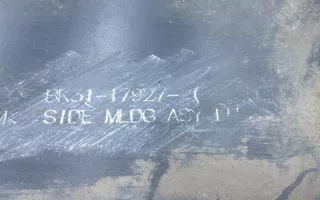 BK31-17927-
SIDE MLDG ASY